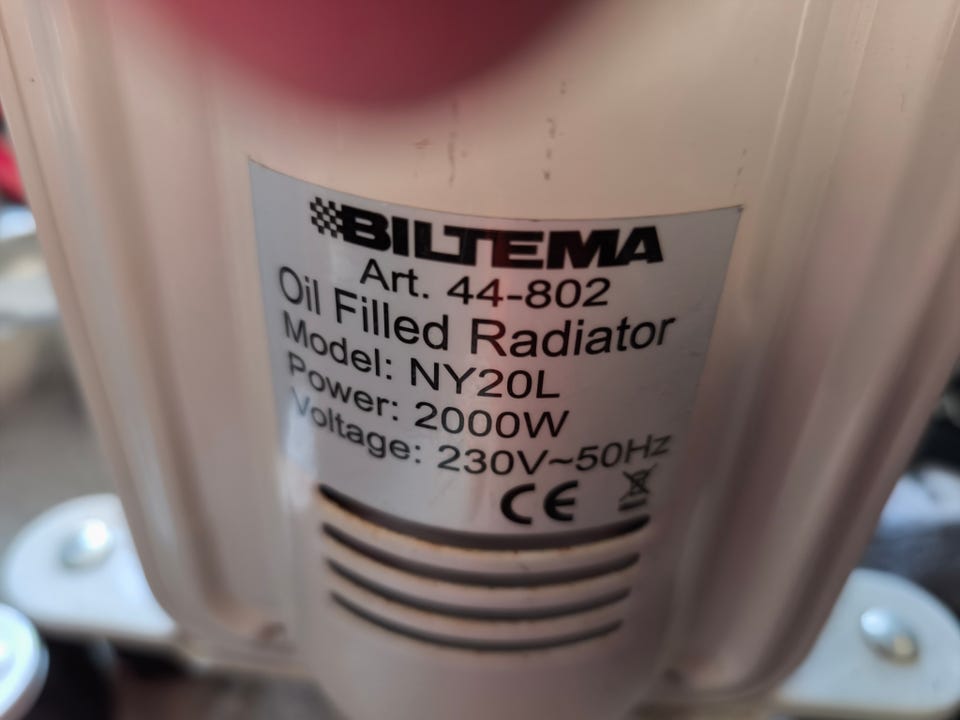 BILTEMA
Art. 44-802
Oil Filled Radiator
Model: NY20L
Power: 2000W
Voltage: 230V~50Hz
CE